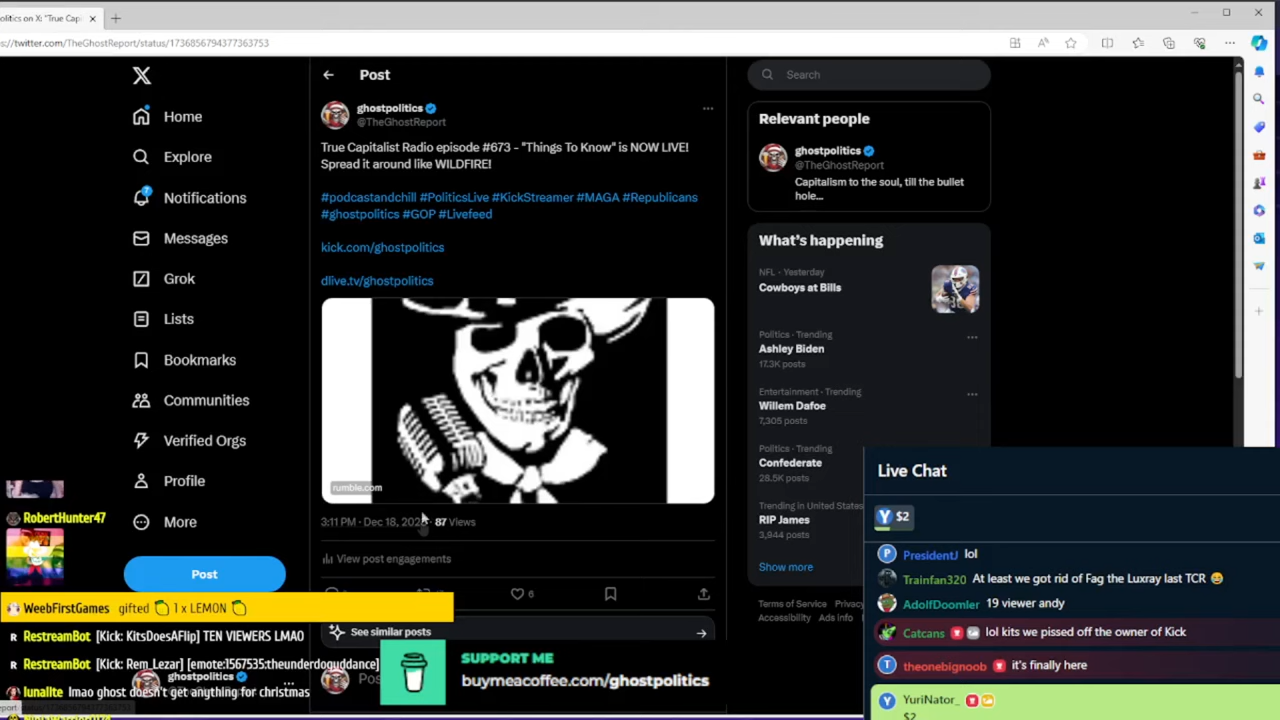 olitics on X: "True Cap
s://twitter.com/TheGhostReport/status/1736856794377363753
Home
Explore
Notifications
Messages
Grok
Lists
Bookmarks
Communities
Verified Orgs
Profile
More
Post
Post
ghostpolitics
@TheGhostReport
True Capitalist Radio episode #673 - "Things To Know" is NOW LIVE!
Spread it around like WILDFIRE!
#podcastandchill #PoliticsLive #KickStreamer #MAGA #Republicans
#ghostpolitics #GOP #Livefeed
kick.com/ghostpolitics
dlive.tv/ghostpolitics
rumble.com
3:11 PM · Dec 18, 202 · 87 Views
View post engagements
6
See similar posts
Search
Relevant people
ghostpolitics
@TheGhostReport
Capitalism to the soul, till the bullet
hole...
What's happening
NFL · Yesterday
Cowboys at Bills
Politics · Trending
Ashley Biden
17.3K posts
Entertainment · Trending
Willem Dafoe
7,305 posts
Politics · Trending
Confederate
28.5K posts
Trending in United States
RIP James
3,944 posts
Show more
Terms of Service Privacy
Accessibility Ads info
RobertHunter47
WeebFirstGames gifted 1 x LEMON
RestreamBot [Kick: KitsDoesAFlip] TEN VIEWERS LMAO
RestreamBot [Kick: Rem_Lezar] [emote:1567535:theunderdoguddance]
ghostpolitics
lunalite lmao ghost doesn't get anything for christmas
SUPPORT ME
buymeacoffee.com/ghostpolitics
Live Chat
Y $2
P PresidentJ lol
Trainfan320 At least we got rid of Fag the Luxray last TCR
AdolfDoomler 19 viewer andy
Catcans lol kits we pissed off the owner of Kick
T theonebignoob it's finally here
Y YuriNator_
$2